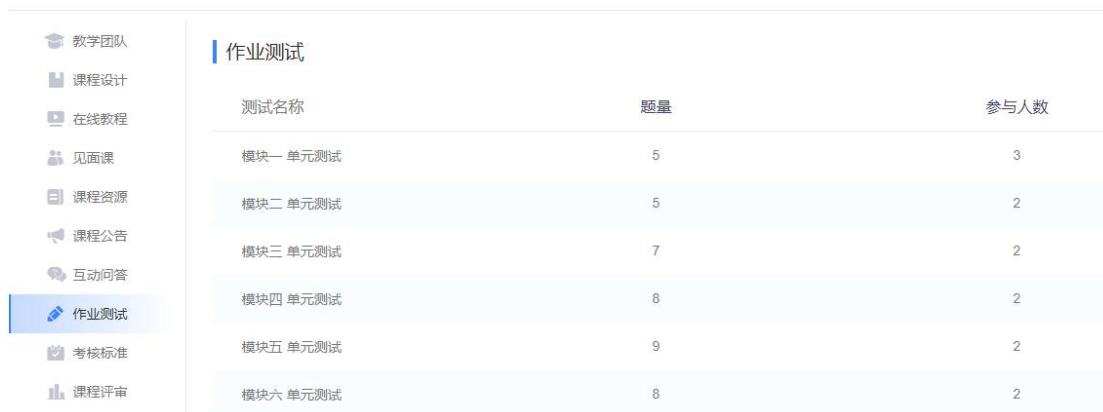 教学团队
课程设计
在线教程
见面课
课程资源
课程公告
互动问答
作业测试
考核标准
课程评审
作业测试
测试名称 题量 参与人数
模块一 单元测试 5 3
模块二 单元测试 5 2
模块三 单元测试 7 2
模块四 单元测试 8 2
模块五 单元测试 9 2
模块六 单元测试 8 2